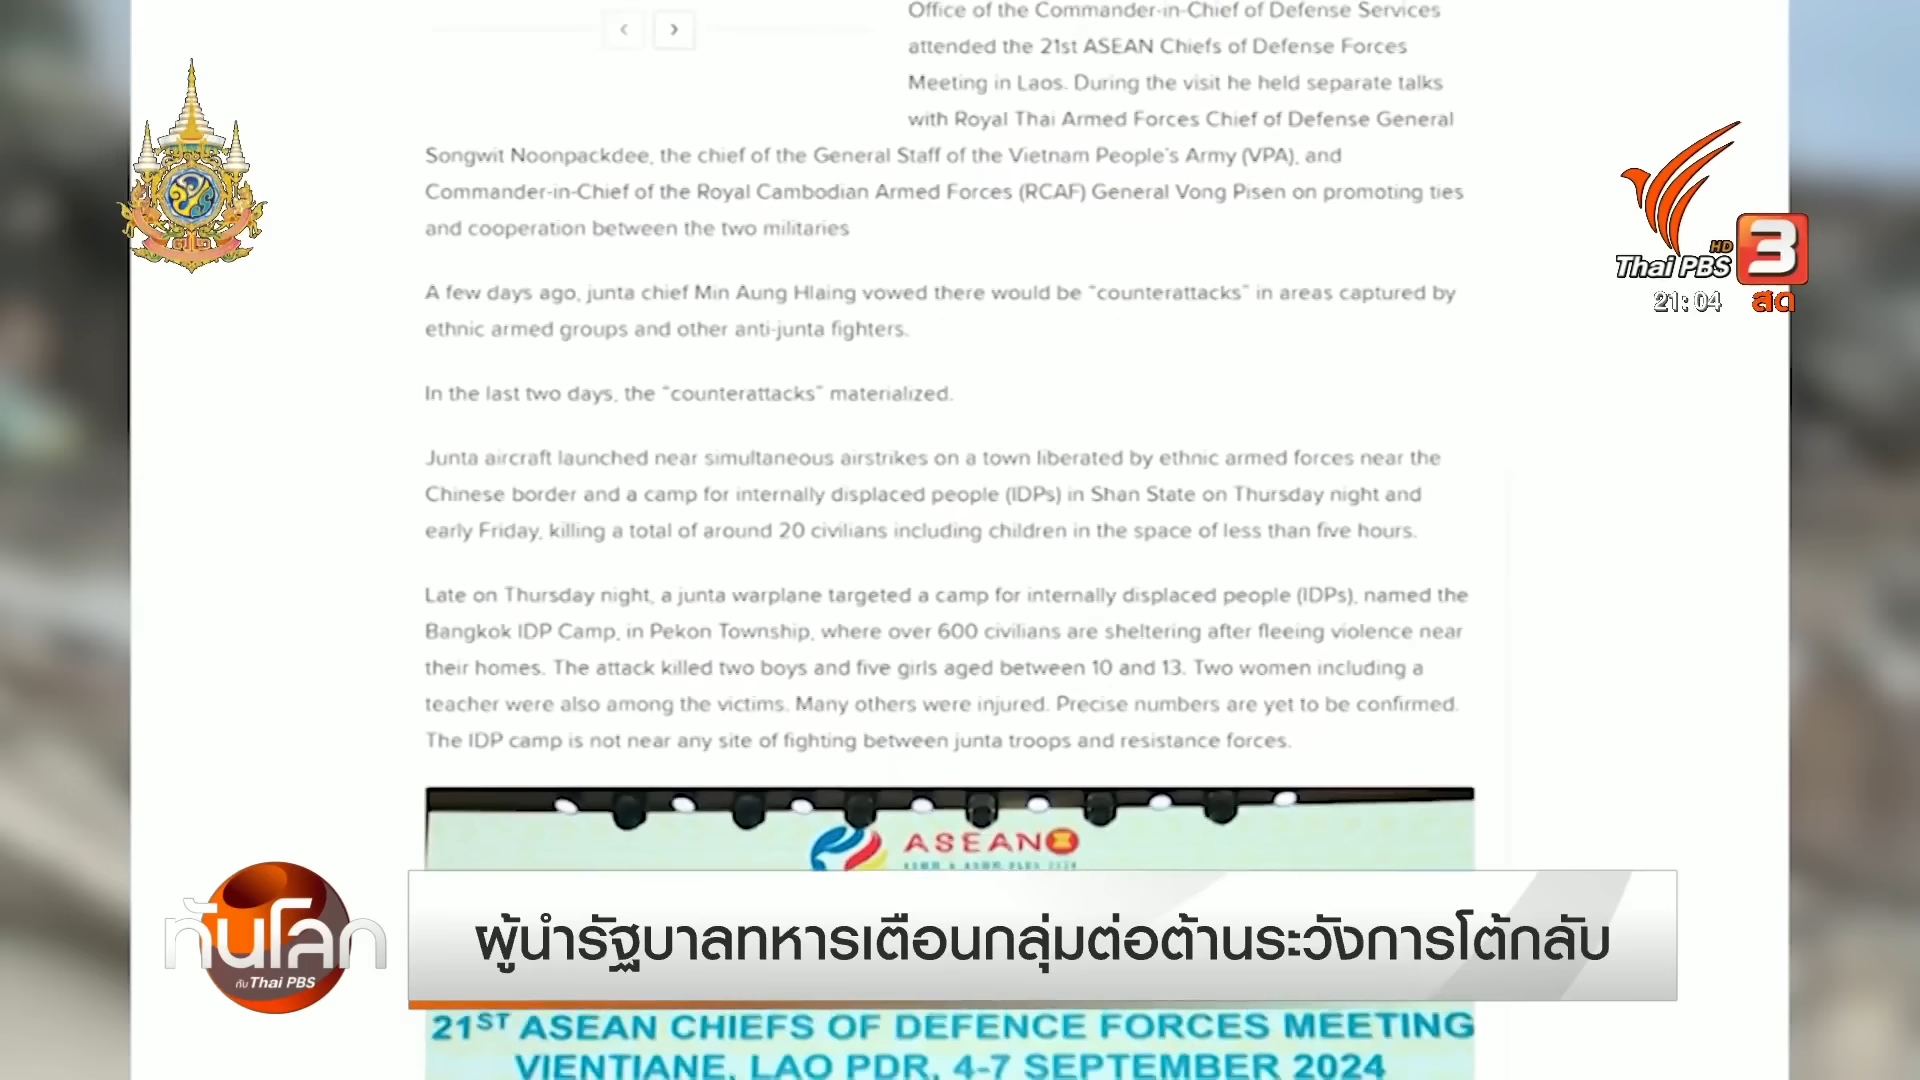 Office of the Commander-in-Chief of Defense Services
attended the 21st ASEAN Chiefs of Defense Forces
Meeting in Laos. During the visit he held separate talks
with Royal Thai Armed Forces Chief of Defense General
Songwit Noonpackdee, the chief of the General Staff of the Vietnam People's Army (VPA), and
Commander-in-Chief of the Royal Cambodian Armed Forces (RCAF) General Vong Pisen on promoting ties
and cooperation between the two militaries
A few days ago, junta chief Min Aung Hlaing vowed there would be "counterattacks" in areas captured by
ethnic armed groups and other anti-junta fighters.
In the last two days, the "counterattacks" materialized.
Junta aircraft launched near simultaneous airstrikes on a town liberated by ethnic armed forces near the
Chinese border and a camp for internally displaced people (IDPs) in Shan State on Thursday night and
early Friday, killing a total of around 20 civilians including children in the space of less than five hours.
Late on Thursday night, a junta warplane targeted a camp for internally displaced people (IDPs), named the
Bangkok IDP Camp, in Pekon Township, where over 600 civilians are sheltering after fleeing violence near
their homes. The attack killed two boys and five girls aged between 10 and 13. Two women including a
teacher were also among the victims. Many others were injured. Precise numbers are yet to be confirmed.
The IDP camp is not near any site of fighting between junta troops and resistance forces.
HD
Thai PBS 3
21:04 สด
ASEAN
ทันโลก
กับ Thai PBS
ผู้นำรัฐบาลทหารเตือนกลุ่มต่อต้านระวังการโต้กลับ
21ST ASEAN CHIEFS OF DEFENCE FORCES MEETING
VIENTIANE, LAO PDR, 4-7 SEPTEMBER 2024